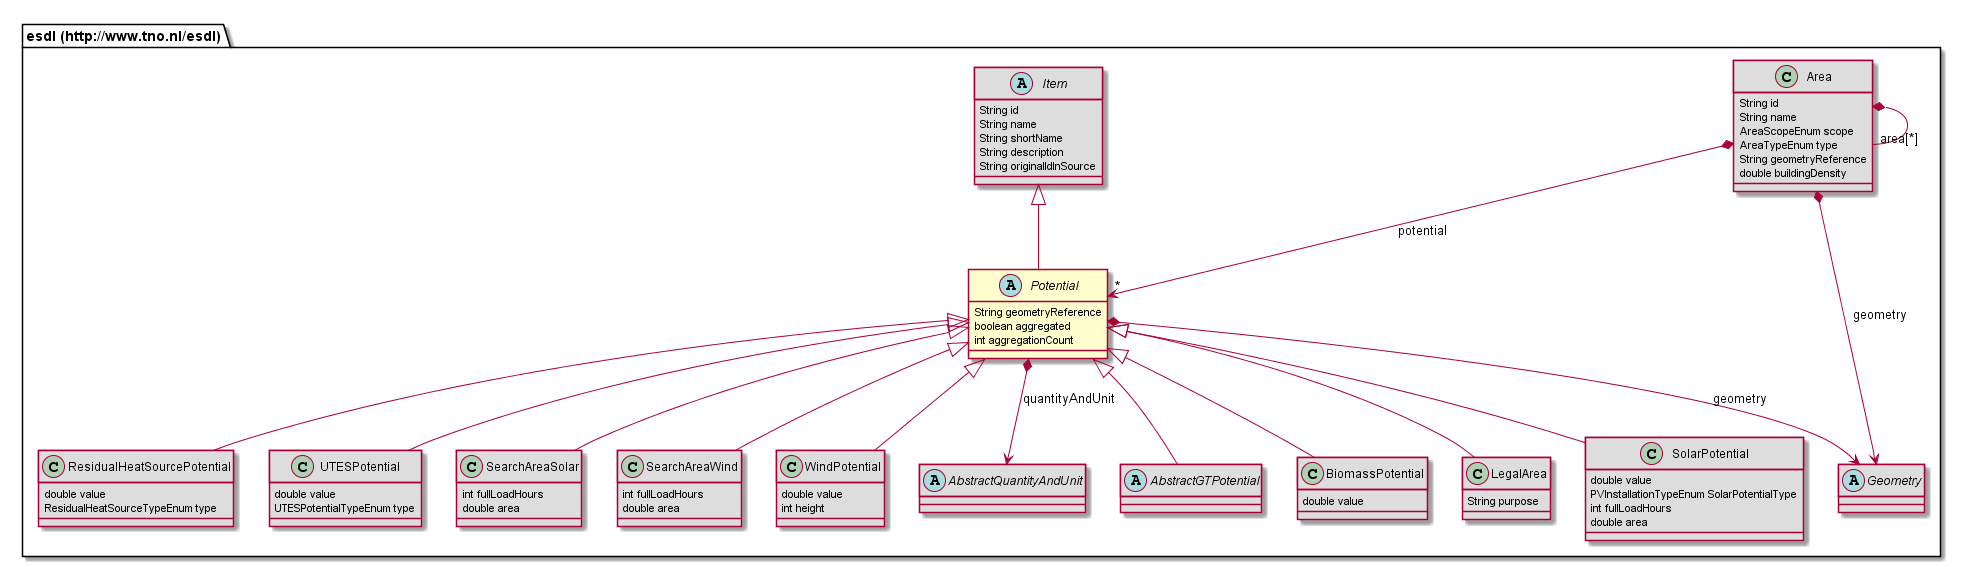 esdl (http://www.tno.nl/esdl)
A Item
String id
String name
String shortName
String description
String originalIdInSource
C Area
String id
String name
AreaScopeEnum scope
AreaTypeEnum type
String geometryReference
double buildingDensity
area[*]
potential
*
geometry
A Potential
String geometryReference
boolean aggregated
int aggregationCount
quantityAndUnit
geometry
C ResidualHeatSourcePotential
double value
ResidualHeatSourceTypeEnum type
C UTESPotential
double value
UTESPotentialTypeEnum type
C SearchAreaSolar
int fullLoadHours
double area
C SearchAreaWind
int fullLoadHours
double area
C WindPotential
double value
int height
A AbstractQuantityAndUnit
A AbstractGTPotential
C BiomassPotential
double value
C LegalArea
String purpose
C SolarPotential
double value
PVInstallationTypeEnum SolarPotentialType
int fullLoadHours
double area
A Geometry